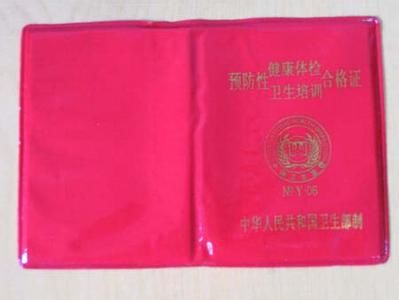 预防性健康体检合格证
卫生培训
№Y-06
中华人民共和国卫生部制